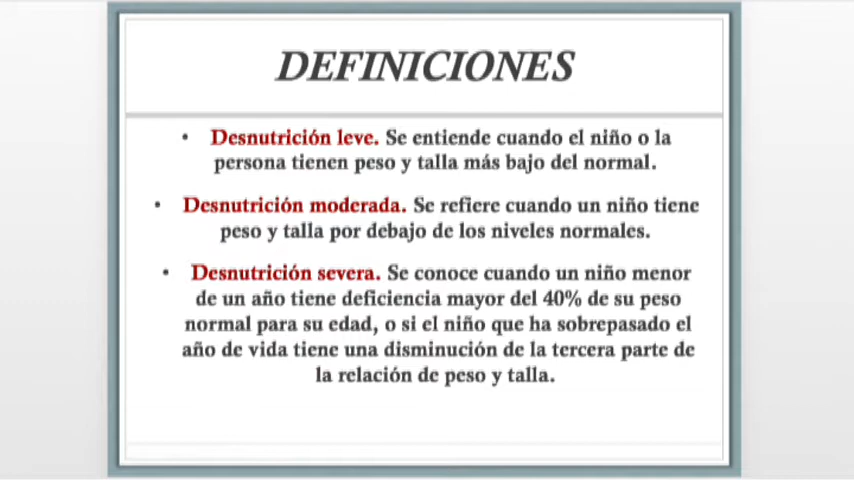 DEFINICIONES
• Desnutrición leve. Se entiende cuando el niño o la
persona tienen peso y talla más bajo del normal.
• Desnutrición moderada. Se refiere cuando un niño tiene
peso y talla por debajo de los niveles normales.
• Desnutrición severa. Se conoce cuando un niño menor
de un año tiene deficiencia mayor del 40% de su peso
normal para su edad, o si el niño que ha sobrepasado el
año de vida tiene una disminución de la tercera parte de
la relación de peso y talla.